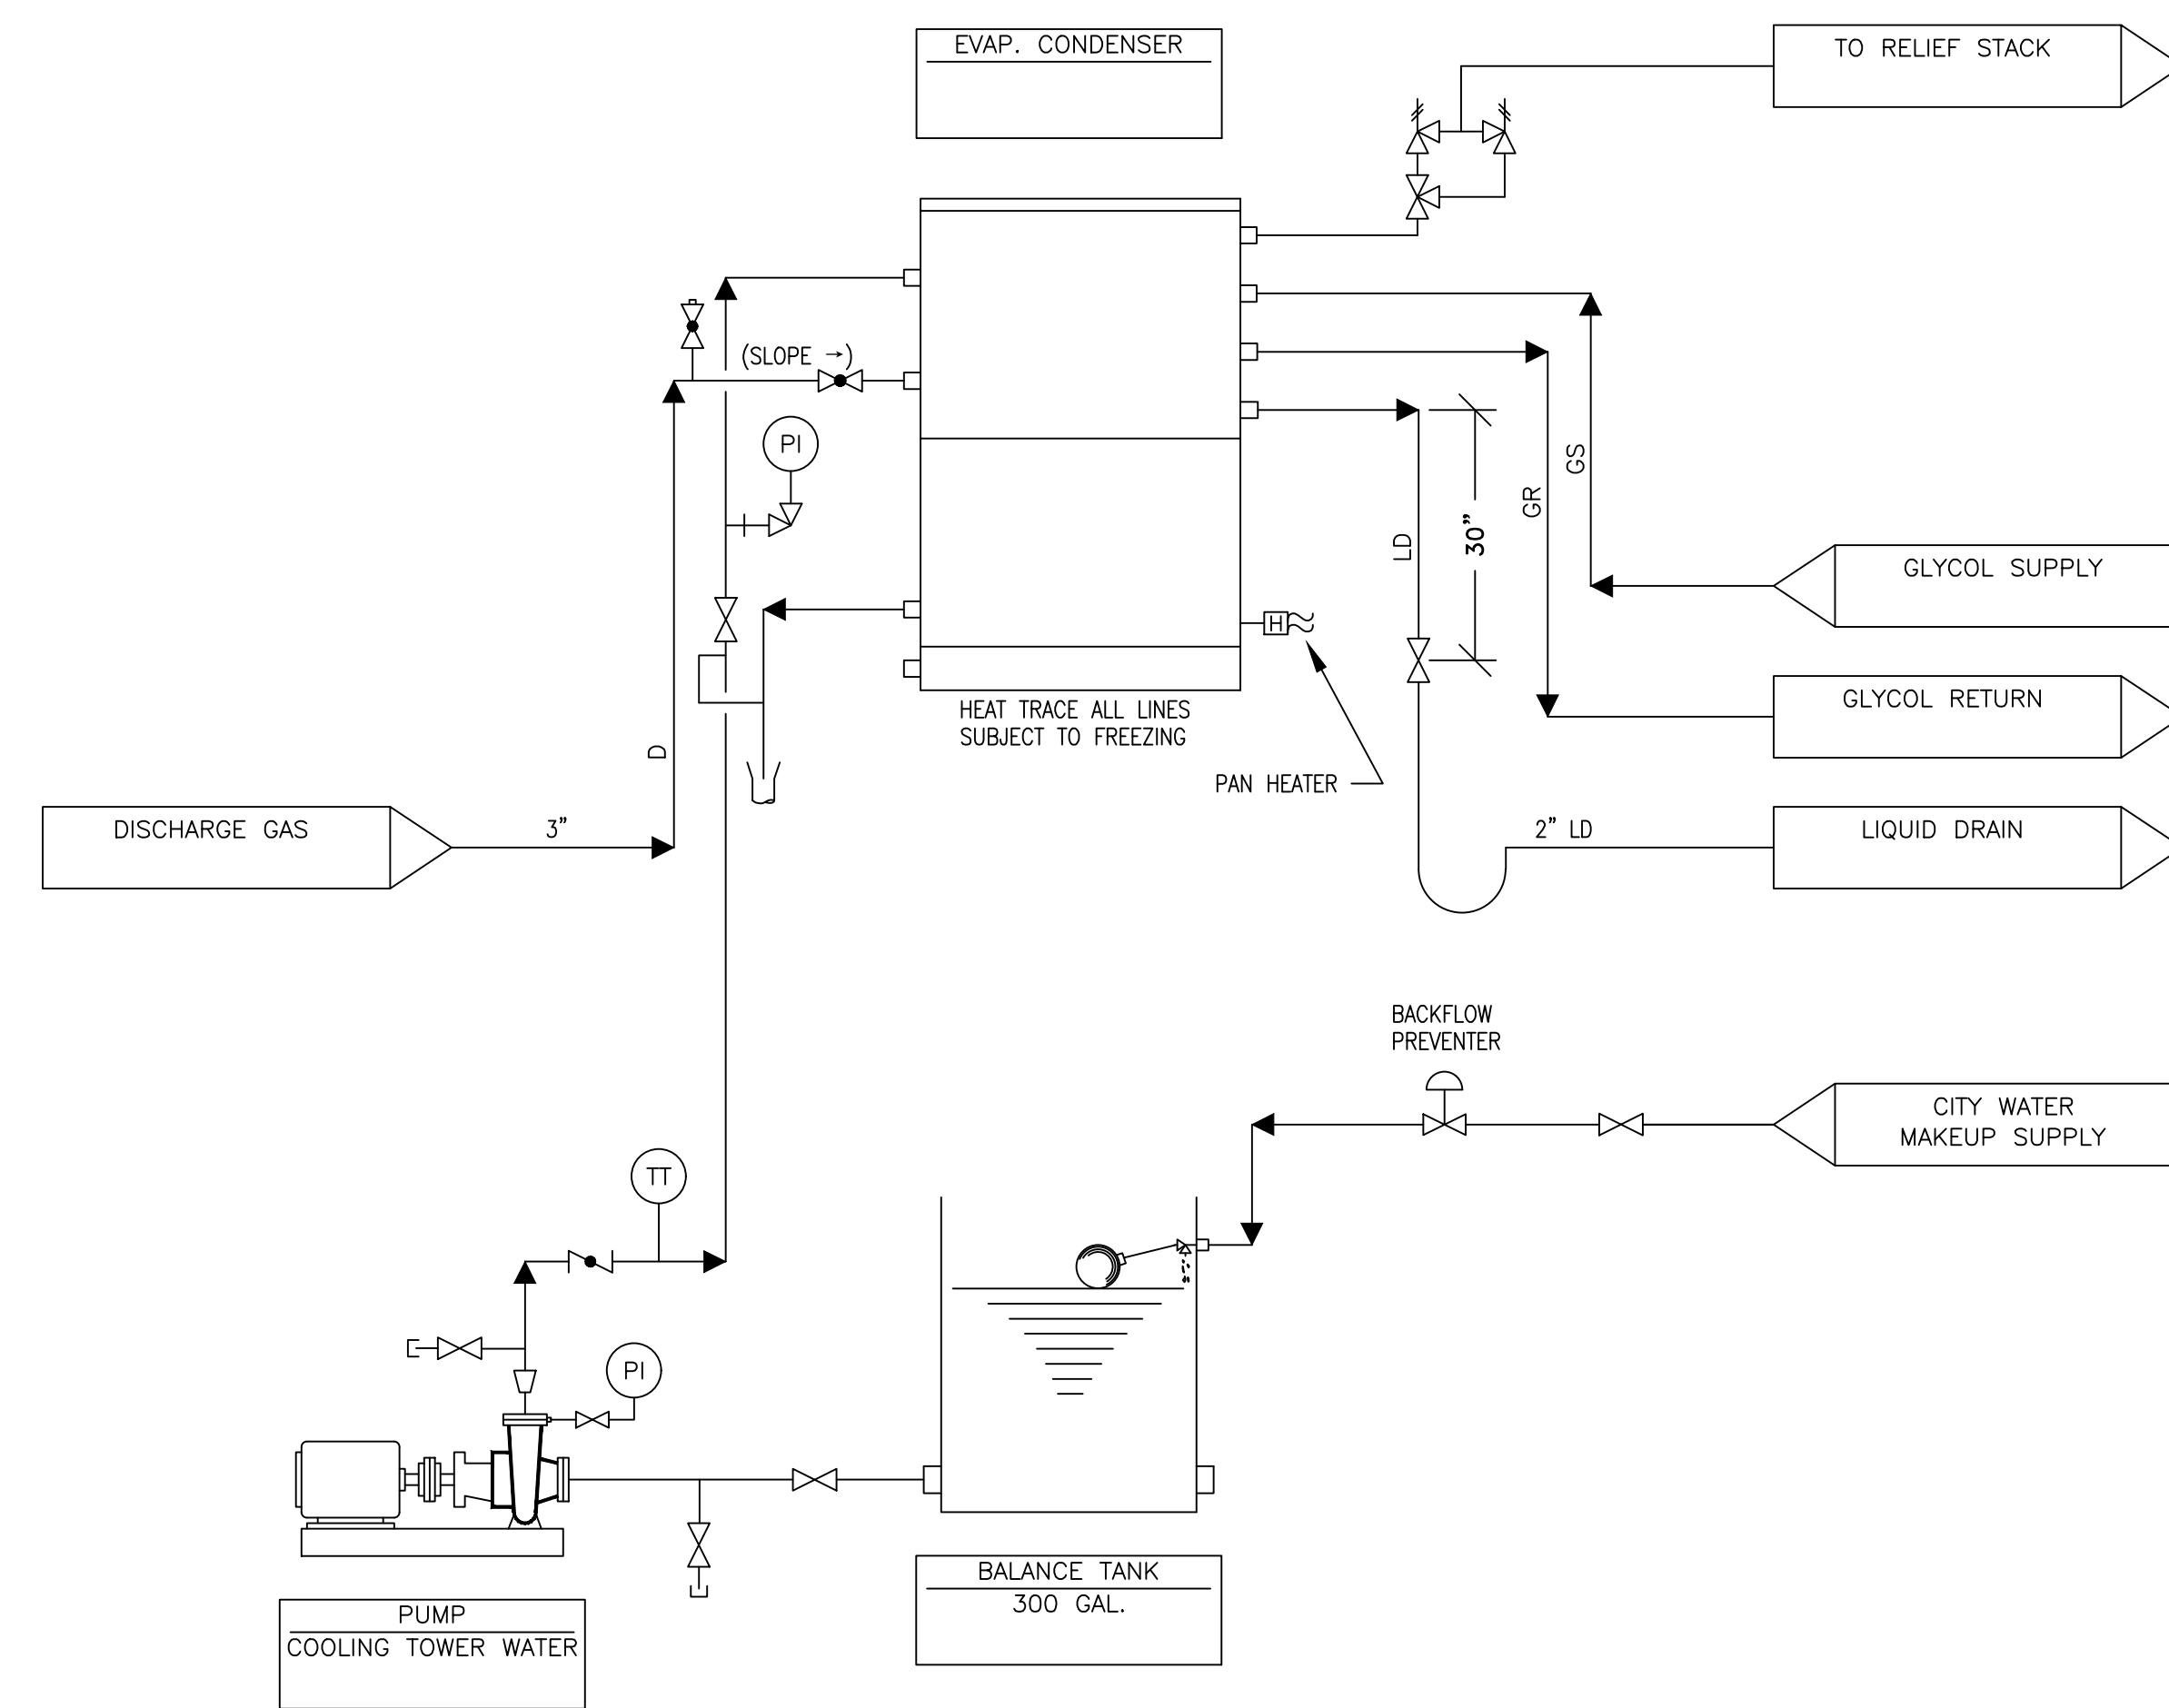 EVAP. CONDENSER
TO RELIEF STACK
(SLOPE →)
PI
GS
GR
LD
30”
GLYCOL SUPPLY
H
GLYCOL RETURN
HEAT TRACE ALL LINES
SUBJECT TO FREEZING
D
PAN HEATER
DISCHARGE GAS
3”
2” LD
LIQUID DRAIN
BACKFLOW
PREVENTER
CITY WATER
MAKEUP SUPPLY
TT
PI
BALANCE TANK
300 GAL.
PUMP
COOLING TOWER WATER